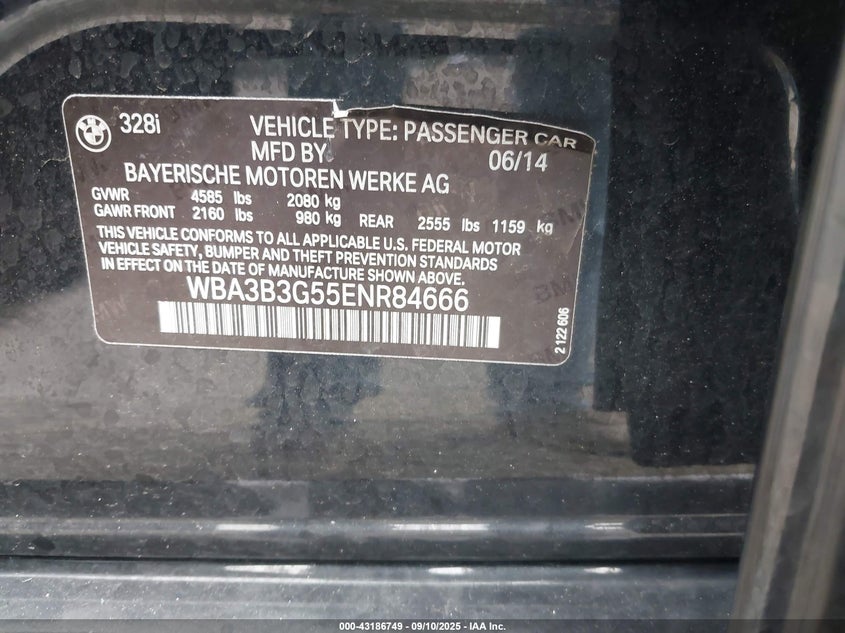 328i VEHICLE TYPE: PASSENGER CAR
MFD BY 06/14
BAYERISCHE MOTOREN WERKE AG
GVWR 4585 lbs 2080 kg
GAWR FRONT 2160 lbs 980 kg REAR 2555 lbs 1159 kg
THIS VEHICLE CONFORMS TO ALL APPLICABLE U.S. FEDERAL MOTOR
VEHICLE SAFETY, BUMPER AND THEFT PREVENTION STANDARDS
IN EFFECT ON THE DATE OF MANUFACTURE SHOWN ABOVE.
WBA3B3G55ENR84666
2 122 606
000-43186749 — 09/10/2025 — IAA Inc.